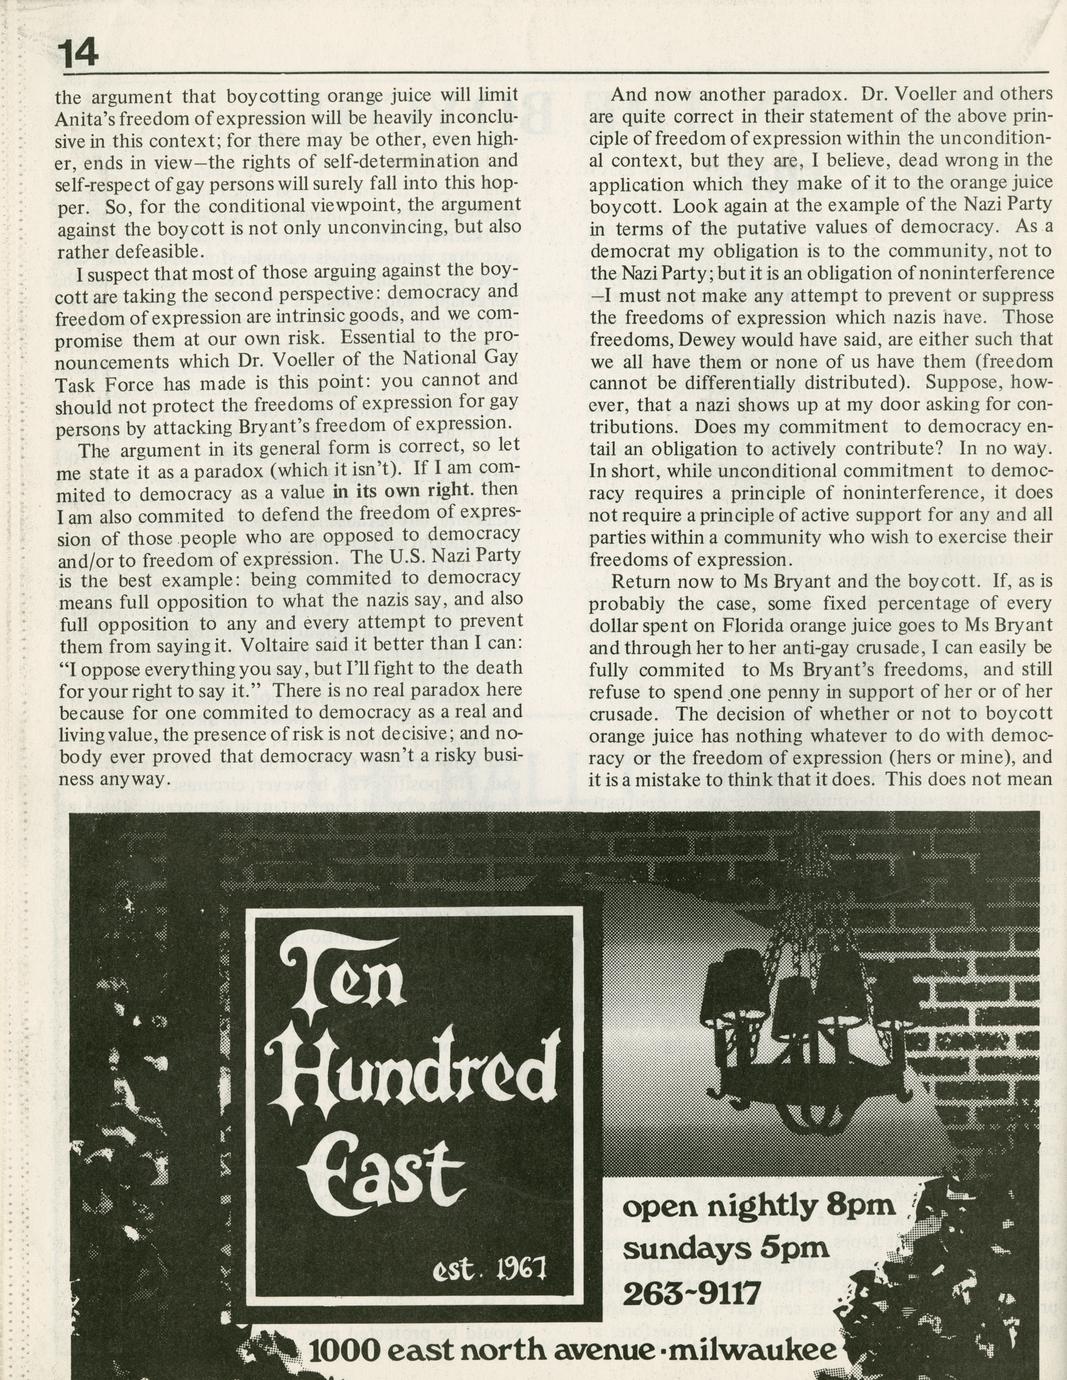 14
the argument that boycotting orange juice will limit
Anita's freedom of expression will be heavily inconclu-
sive in this context; for there may be other, even high-
er, ends in view—the rights of self-determination and
self-respect of gay persons will surely fall into this hop-
per. So, for the conditional viewpoint, the argument
against the boycott is not only unconvincing, but also
rather defeasible.
I suspect that most of those arguing against the boy-
cott are taking the second perspective: democracy and
freedom of expression are intrinsic goods, and we com-
promise them at our own risk. Essential to the pro-
nouncements which Dr. Voeller of the National Gay
Task Force has made is this point: you cannot and
should not protect the freedoms of expression for gay
persons by attacking Bryant's freedom of expression.
The argument in its general form is correct, so let
me state it as a paradox (which it isn't). If I am com-
mited to democracy as a value in its own right. then
I am also commited to defend the freedom of expres-
sion of those people who are opposed to democracy
and/or to freedom of expression. The U.S. Nazi Party
is the best example: being commited to democracy
means full opposition to what the nazis say, and also
full opposition to any and every attempt to prevent
them from saying it. Voltaire said it better than I can:
“I oppose everything you say, but I'll fight to the death
for your right to say it.” There is no real paradox here
because for one commited to democracy as a real and
living value, the presence of risk is not decisive; and no-
body ever proved that democracy wasn't a risky busi-
ness anyway.
And now another paradox. Dr. Voeller and others
are quite correct in their statement of the above prin-
ciple of freedom of expression within the uncondition-
al context, but they are, I believe, dead wrong in the
application which they make of it to the orange juice
boycott. Look again at the example of the Nazi Party
in terms of the putative values of democracy. As a
democrat my obligation is to the community, not to
the Nazi Party; but it is an obligation of noninterference
—I must not make any attempt to prevent or suppress
the freedoms of expression which nazis have. Those
freedoms, Dewey would have said, are either such that
we all have them or none of us have them (freedom
cannot be differentially distributed). Suppose, how-
ever, that a nazi shows up at my door asking for con-
tributions. Does my commitment to democracy en-
tail an obligation to actively contribute? In no way.
In short, while unconditional commitment to democ-
racy requires a principle of noninterference, it does
not require a principle of active support for any and all
parties within a community who wish to exercise their
freedoms of expression.
Return now to Ms Bryant and the boycott. If, as is
probably the case, some fixed percentage of every
dollar spent on Florida orange juice goes to Ms Bryant
and through her to her anti-gay crusade, I can easily be
fully commited to Ms Bryant's freedoms, and still
refuse to spend one penny in support of her or of her
crusade. The decision of whether or not to boycott
orange juice has nothing whatever to do with democ-
racy or the freedom of expression (hers or mine), and
it is a mistake to think that it does. This does not mean
Ten
Hundred
East
est. 1967
open nightly 8pm
sundays 5pm
263~9117
1000 east north avenue·milwaukee